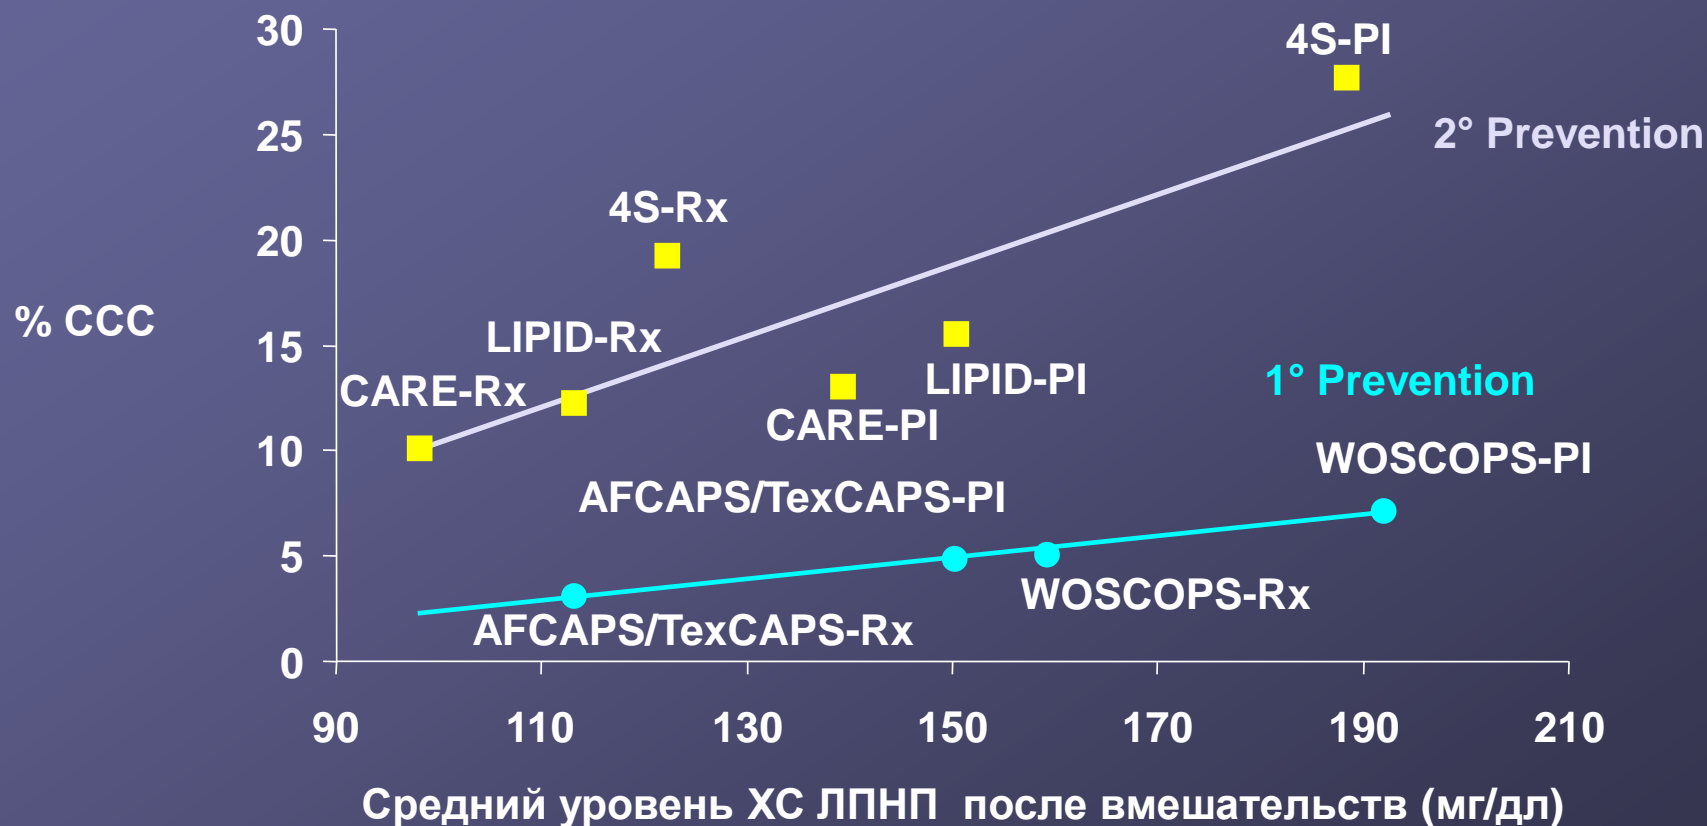 30
4S-PI
25
2° Prevention
4S-Rx
20
% CCC
LIPID-Rx
15
CARE-Rx
LIPID-PI
1° Prevention
CARE-PI
10
WOSCOPS-PI
AFCAPS/TexCAPS-PI
5
WOSCOPS-Rx
AFCAPS/TexCAPS-Rx
0
90 110 130 150 170 190 210
Средний уровень ХС ЛПНП после вмешательств (мг/дл)